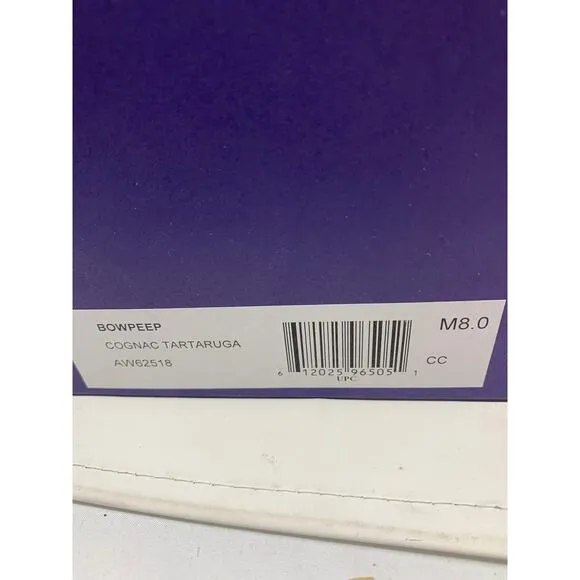 BOWPEEP
COGNAC TARTARUGA
AW62518
6 12025 96505 1
UPC
M8.0
CC